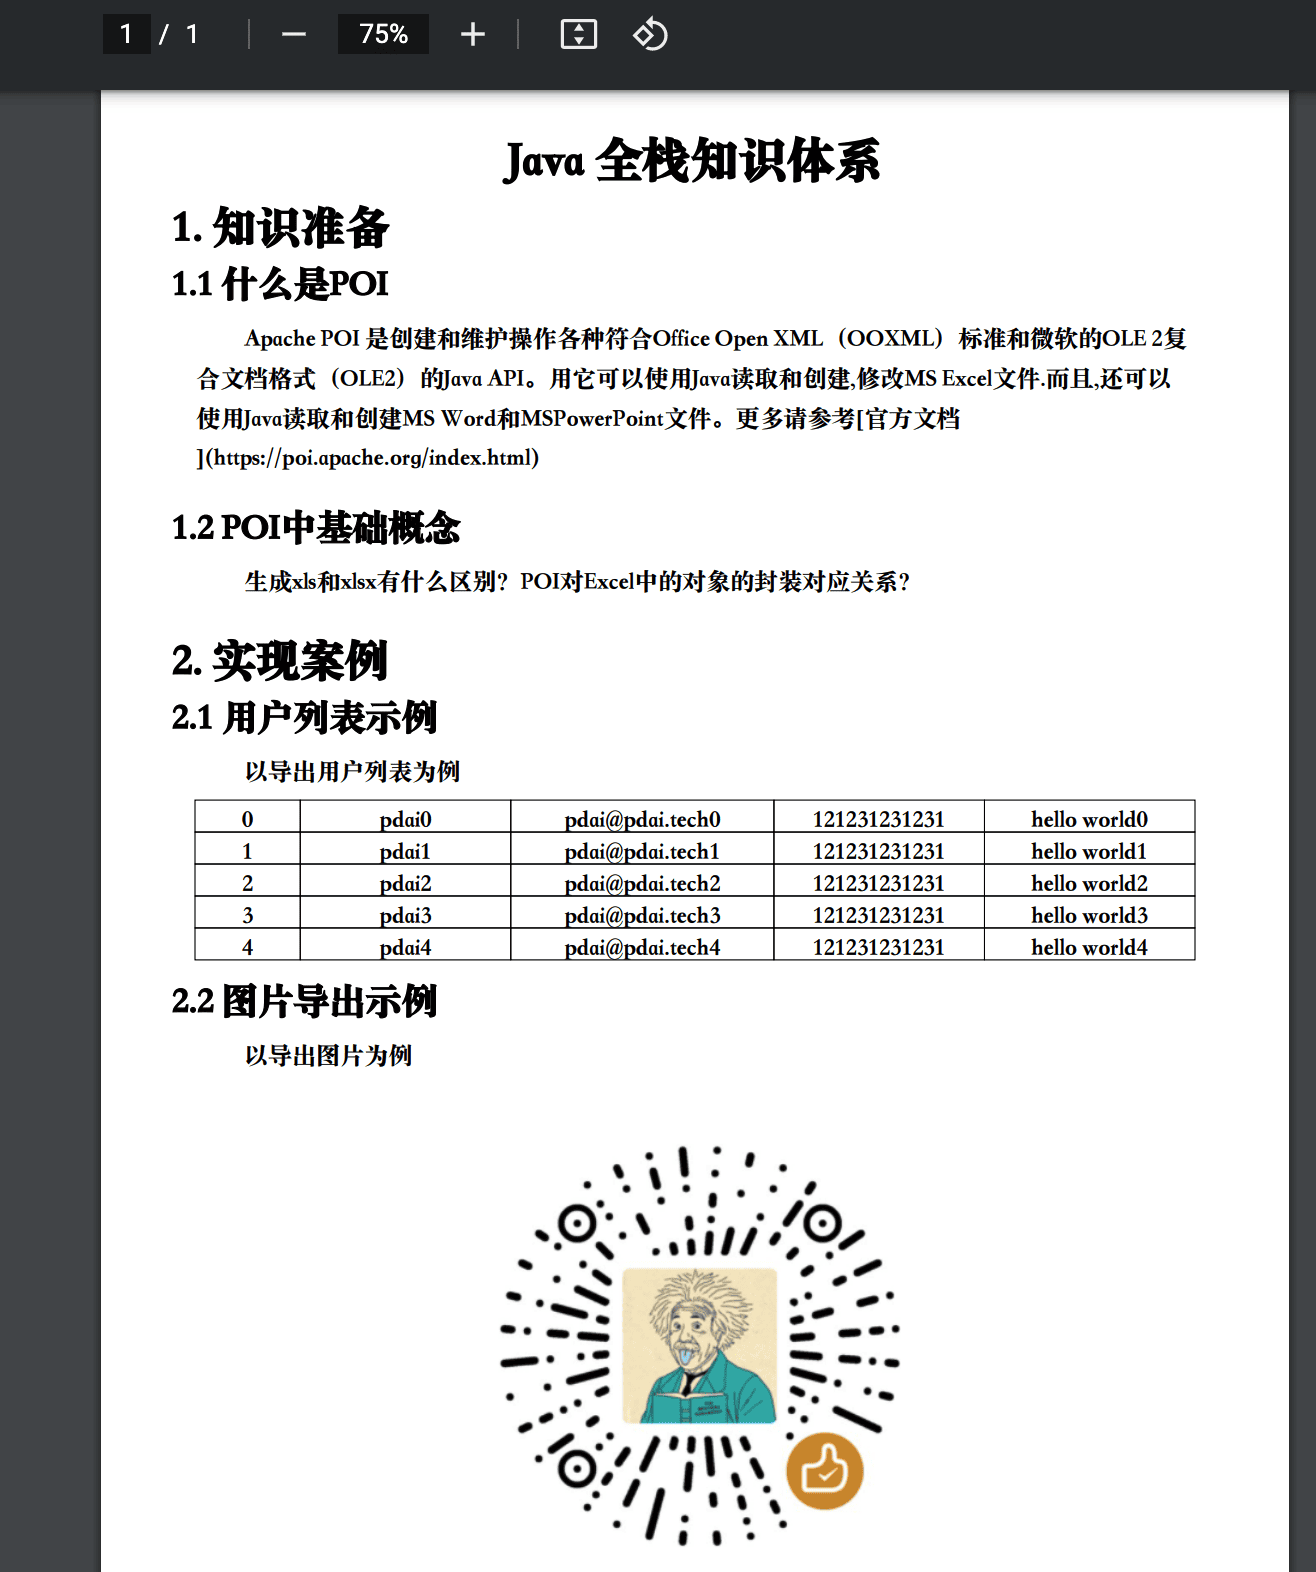 1 / 1 75%
Java 全栈知识体系
1. 知识准备
1.1 什么是POI
Apache POI 是创建和维护操作各种符合Office Open XML（OOXML）标准和微软的OLE 2复
合文档格式（OLE2）的Java API。用它可以使用Java读取和创建,修改MS Excel文件.而且,还可以
使用Java读取和创建MS Word和MSPowerPoint文件。更多请参考[官方文档
](https://poi.apache.org/index.html)
1.2 POI中基础概念
生成xls和xlsx有什么区别？POI对Excel中的对象的封装对应关系？
2. 实现案例
2.1 用户列表示例
以导出用户列表为例
0 pdai0 pdai@pdai.tech0 121231231231 hello world0
1 pdai1 pdai@pdai.tech1 121231231231 hello world1
2 pdai2 pdai@pdai.tech2 121231231231 hello world2
3 pdai3 pdai@pdai.tech3 121231231231 hello world3
4 pdai4 pdai@pdai.tech4 121231231231 hello world4
2.2 图片导出示例
以导出图片为例